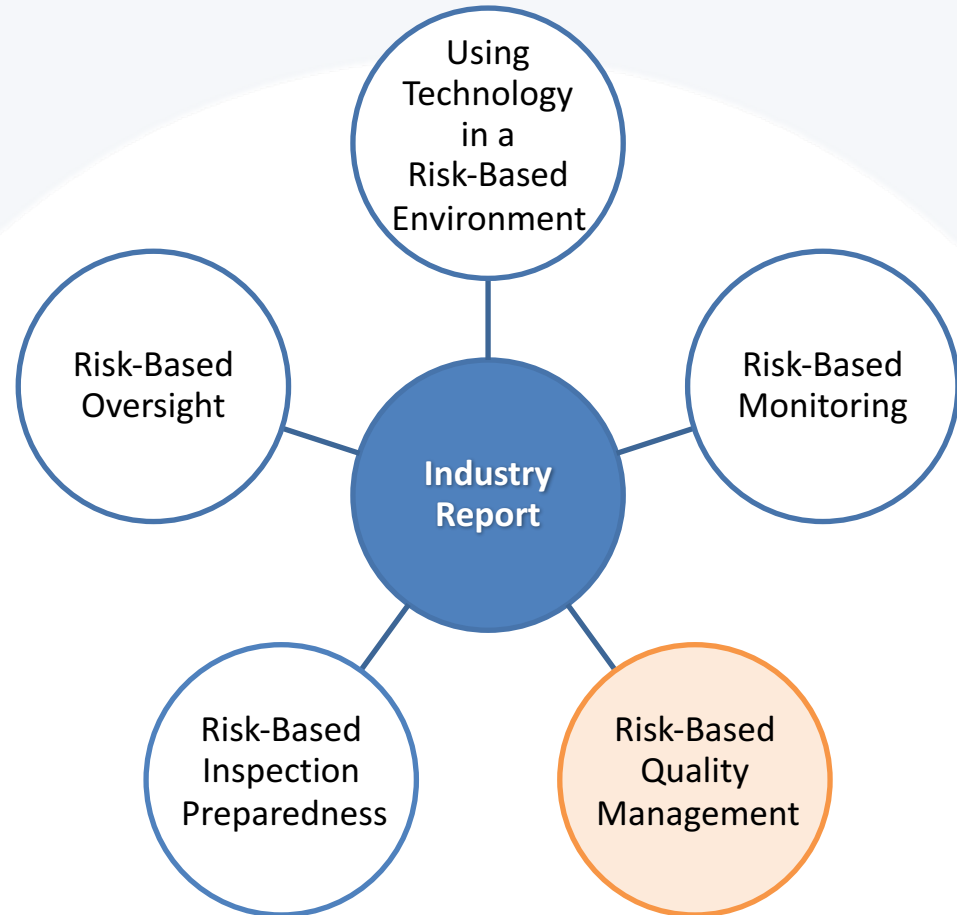 Using
Technology
in a
Risk-Based
Environment
Risk-Based
Oversight
Risk-Based
Monitoring
Industry
Report
Risk-Based
Inspection
Preparedness
Risk-Based
Quality
Management